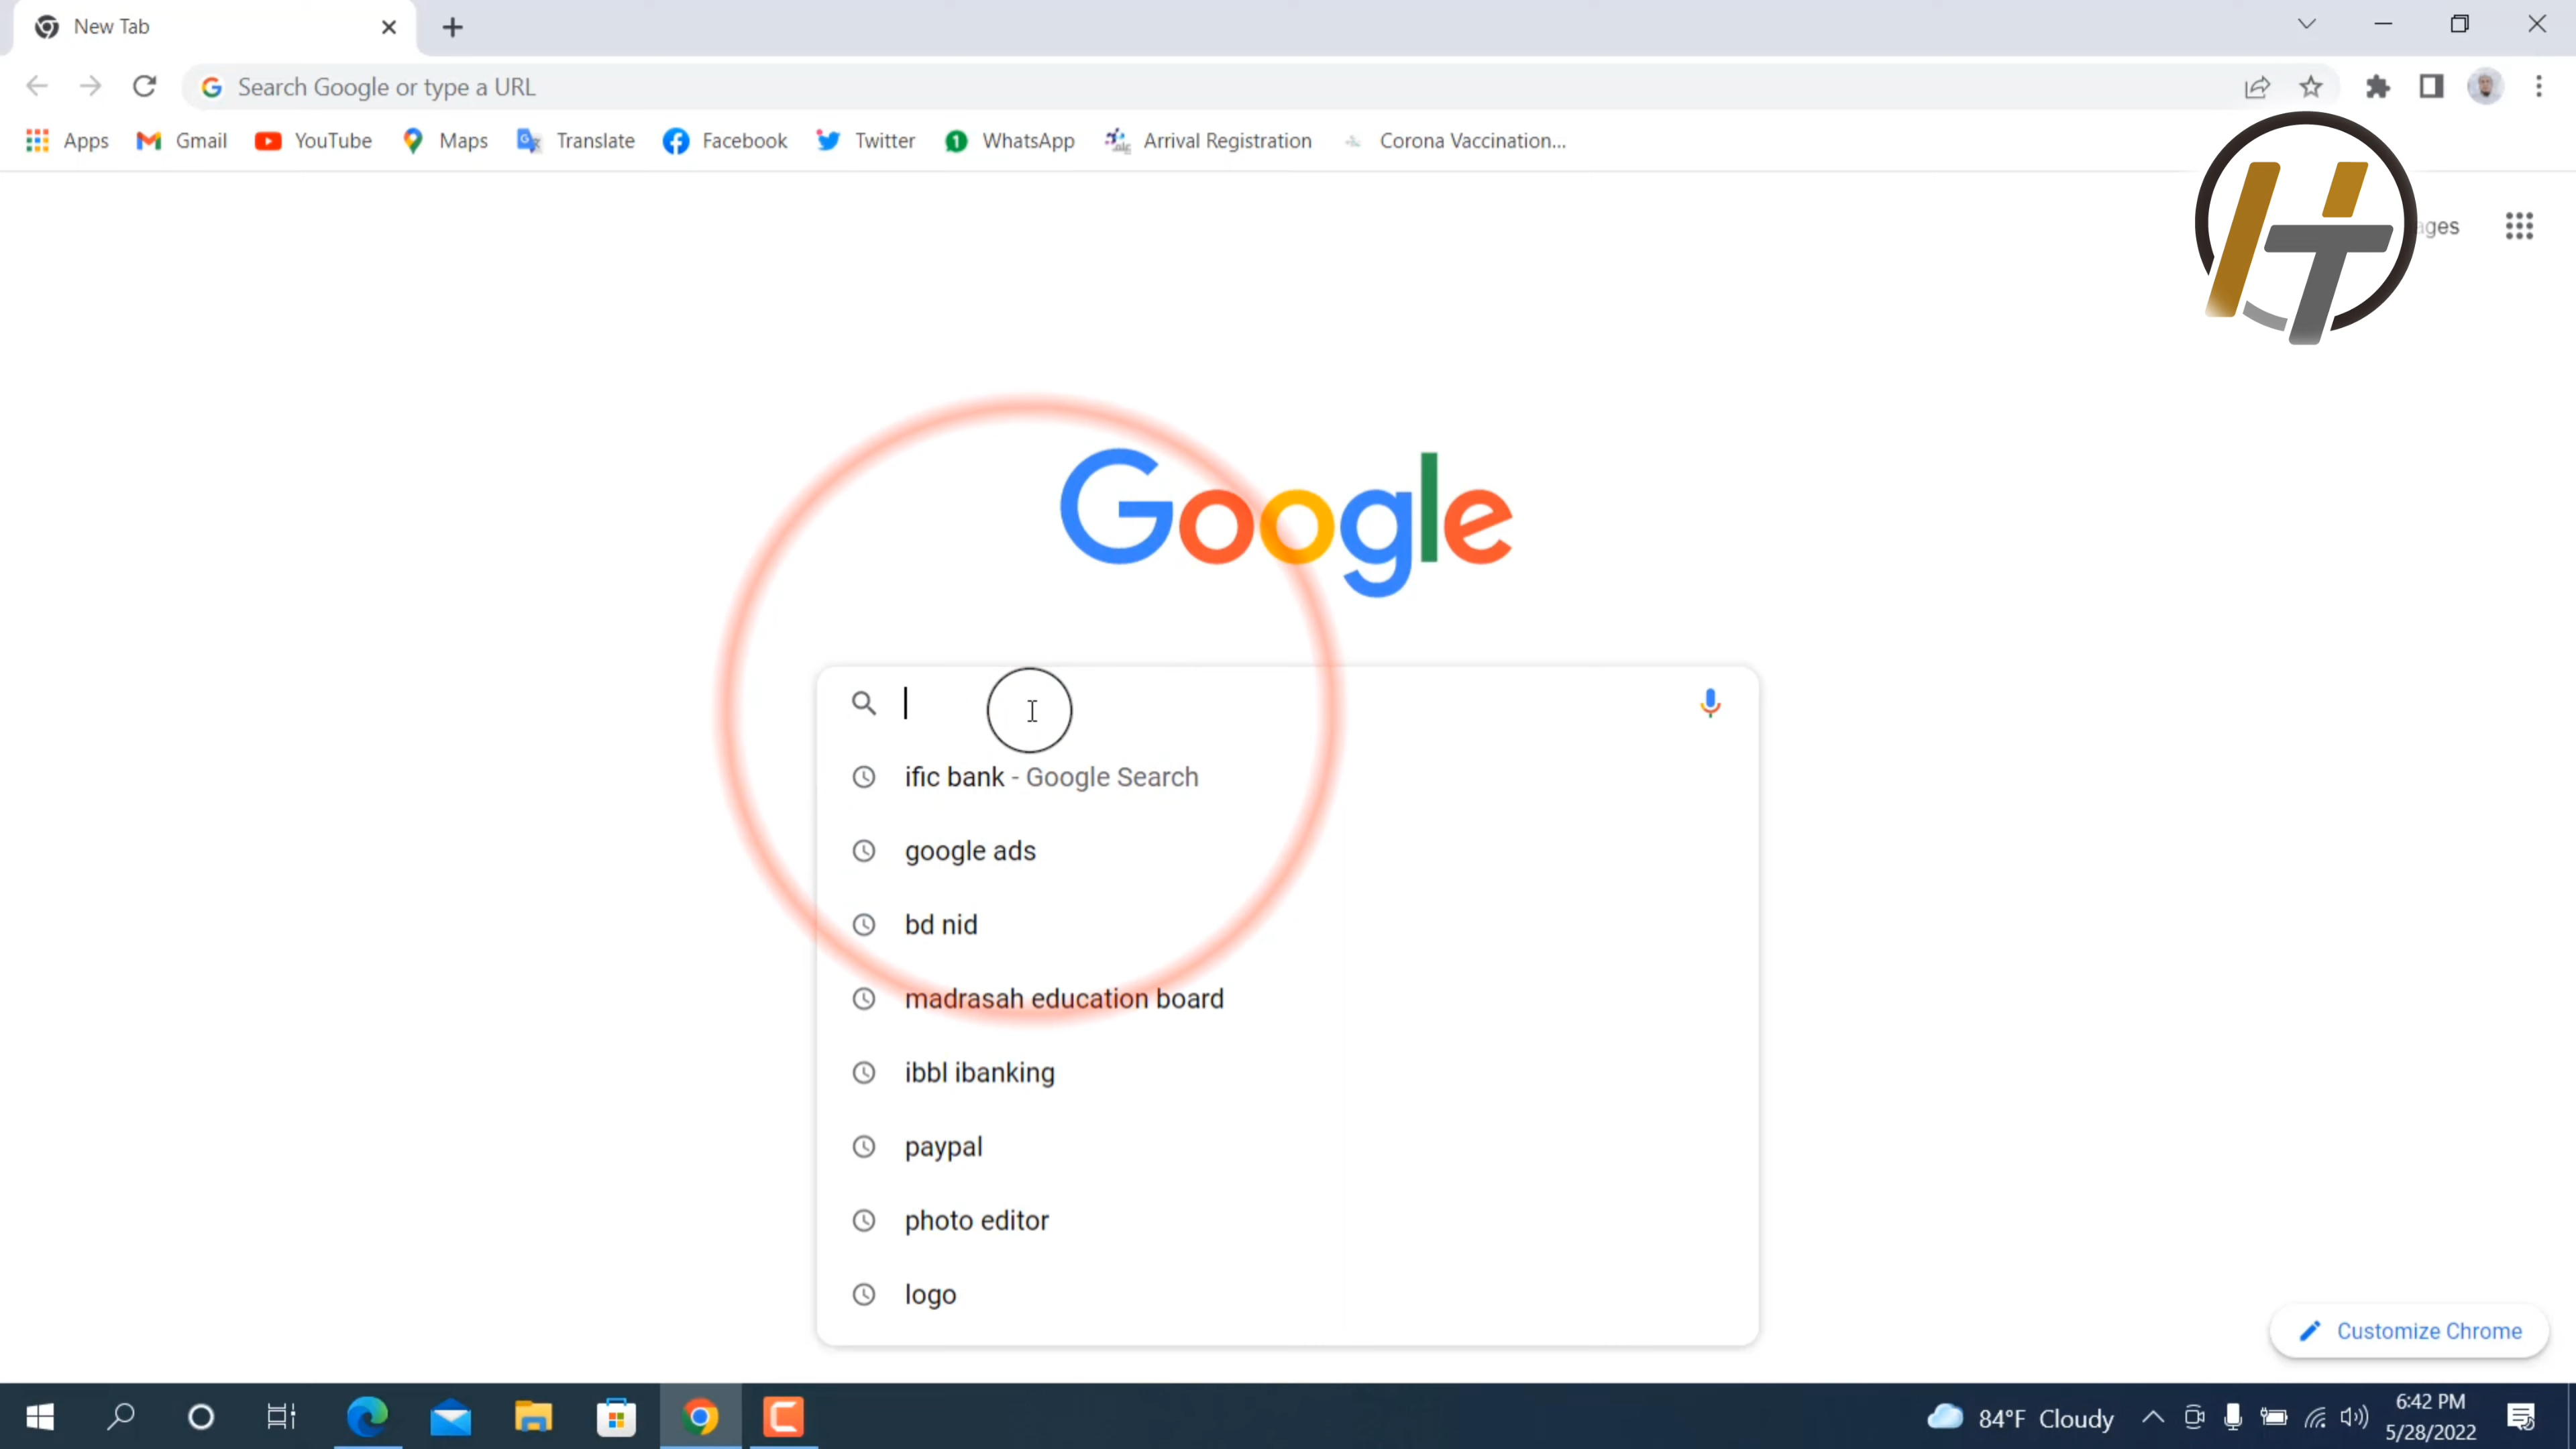 New Tab
Search Google or type a URL
Apps Gmail YouTube Maps Translate Facebook Twitter 1 WhatsApp Arrival Registration Corona Vaccination...
HT
Google
ific bank - Google Search
google ads
bd nid
madrasah education board
ibbl ibanking
paypal
photo editor
logo
Customize Chrome
84°F Cloudy
6:42 PM
5/28/2022